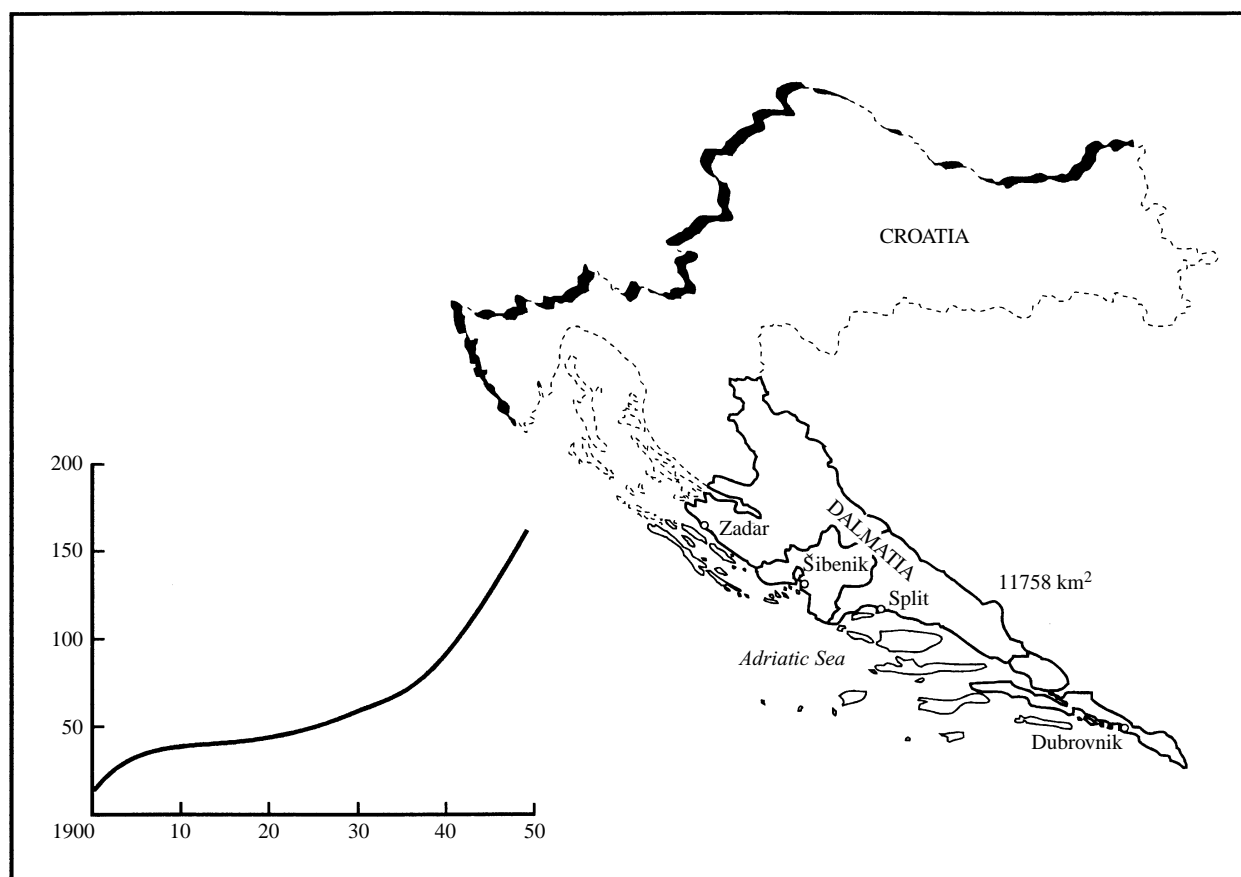 CROATIA
DALMATIA
Zadar
Šibenik
Split
11758 km²
Adriatic Sea
Dubrovnik
200
150
100
50
1900 10 20 30 40 50